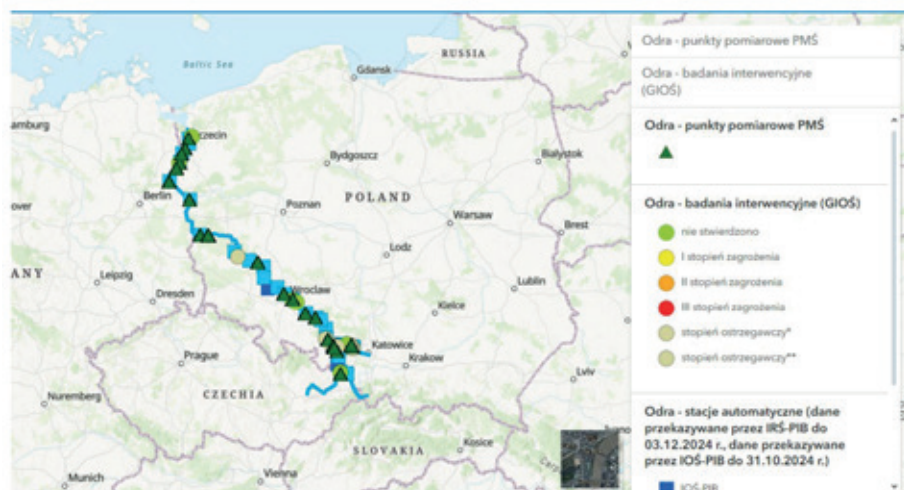 Odra - punkty pomiarowe PMŚ
Odra - badania interwencyjne
(GIOŚ)
Odra - punkty pomiarowe PMŚ
Odra - badania interwencyjne (GIOŚ)
nie stwierdzono
I stopień zagrożenia
II stopień zagrożenia
III stopień zagrożenia
stopień ostrzegawczy*
stopień ostrzegawczy**
Odra - stacje automatyczne (dane
przekazywane przez IRŚ-PIB do
03.12.2024 r., dane przekazywane
przez IOŚ-PIB do 31.10.2024 r.)
IOŚ-PIB
RUSSIA
Baltic Sea
Gdansk
amburg
czecin
Bydgoszcz
Bialystok
Berlin
over
Poznan
POLAND
Warsaw
Brest
Lodz
ANY
Leipzig
Wroclaw
Lublin
Dresden
Kielce
Katowice
Prague
Krakow
Lviv
CZECHIA
Nuremberg
SLOVAKIA
Kosice
Vienna
Munich